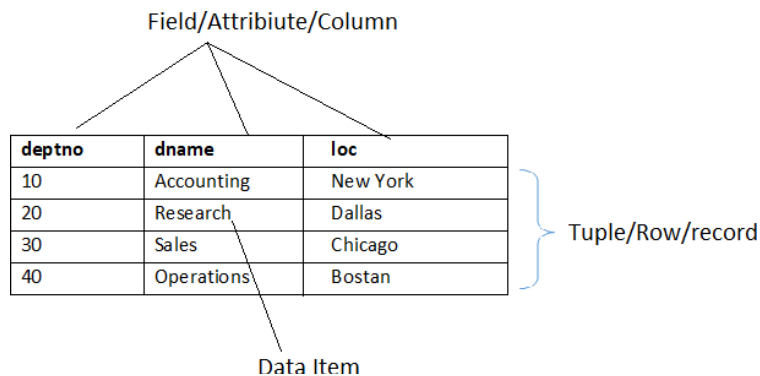 Field/Attribiute/Column
deptno dname loc
10 Accounting New York
20 Research Dallas
30 Sales Chicago
40 Operations Bostan
Tuple/Row/record
Data Item